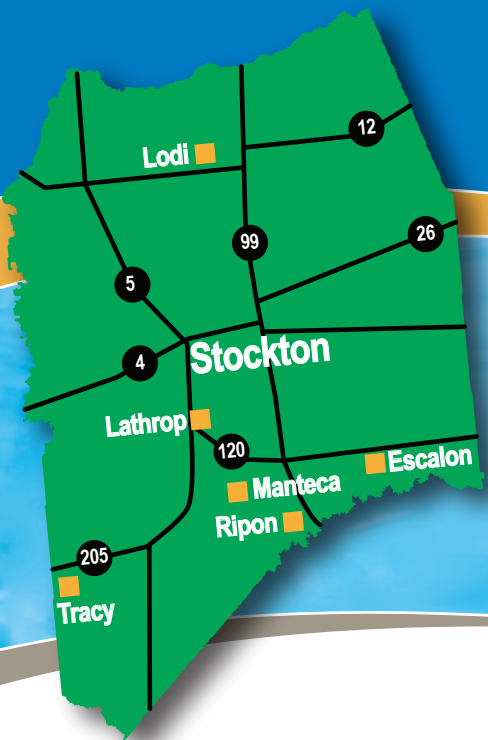 12
Lodi
99
26
5
Stockton
4
Lathrop
120
Escalon
Manteca
Ripon
205
Tracy